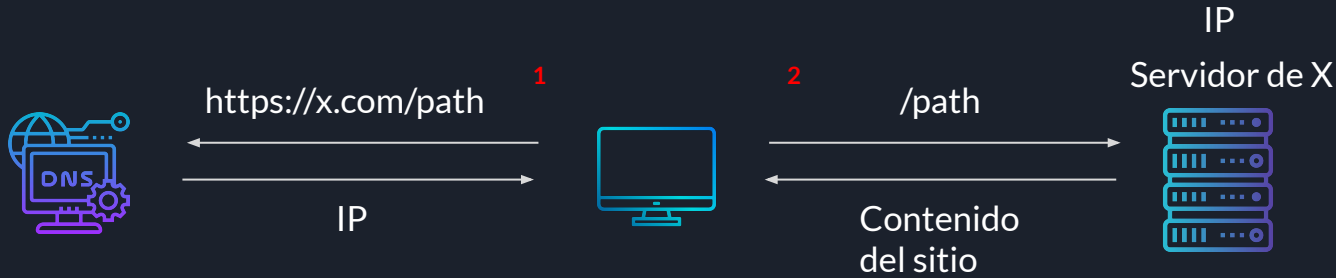 IP
Servidor de X
1
2
https://x.com/path
/path
DNS
IP
Contenido
del sitio